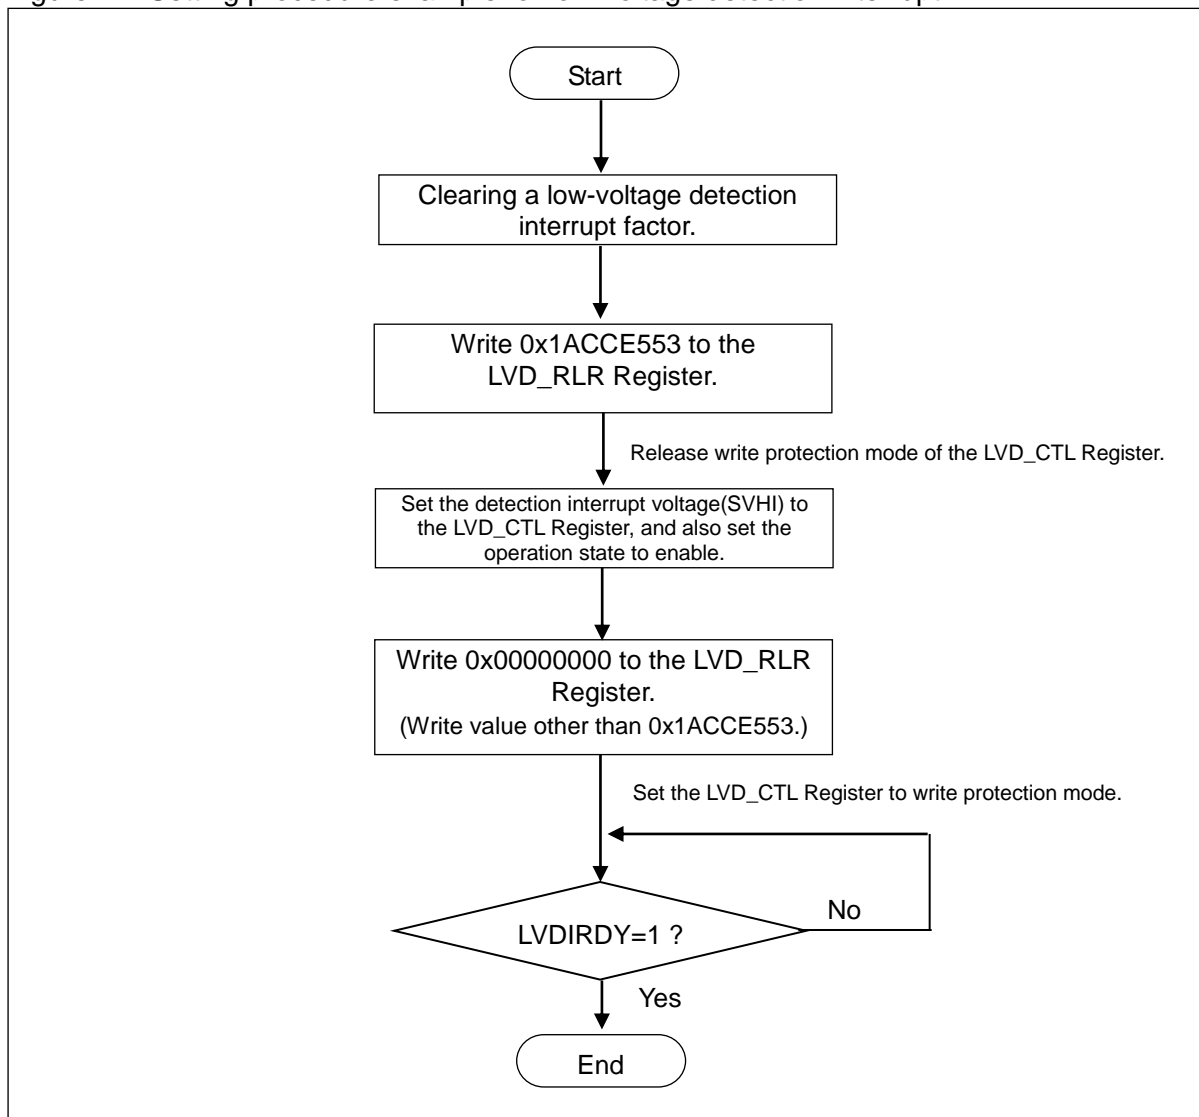 Start
Clearing a low-voltage detection
interrupt factor.
Write 0x1ACCE553 to the
LVD_RLR Register.
Release write protection mode of the LVD_CTL Register.
Set the detection interrupt voltage(SVHI) to
the LVD_CTL Register, and also set the
operation state to enable.
Write 0x00000000 to the LVD_RLR
Register.
(Write value other than 0x1ACCE553.)
Set the LVD_CTL Register to write protection mode.
No
LVDIRDY=1 ?
Yes
End